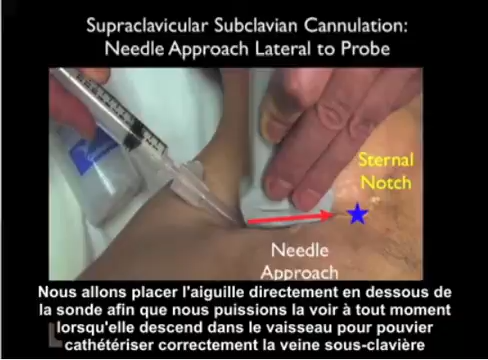 Supraclavicular Subclavian Cannulation:
Needle Approach Lateral to Probe
Sternal
Notch
Needle
Approach
Nous allons placer l'aiguille directement en dessous de
la sonde afin que nous puissions la voir à tout moment
lorsqu'elle descend dans le vaisseau pour pouvier
cathétériser correctement la veine sous-clavière